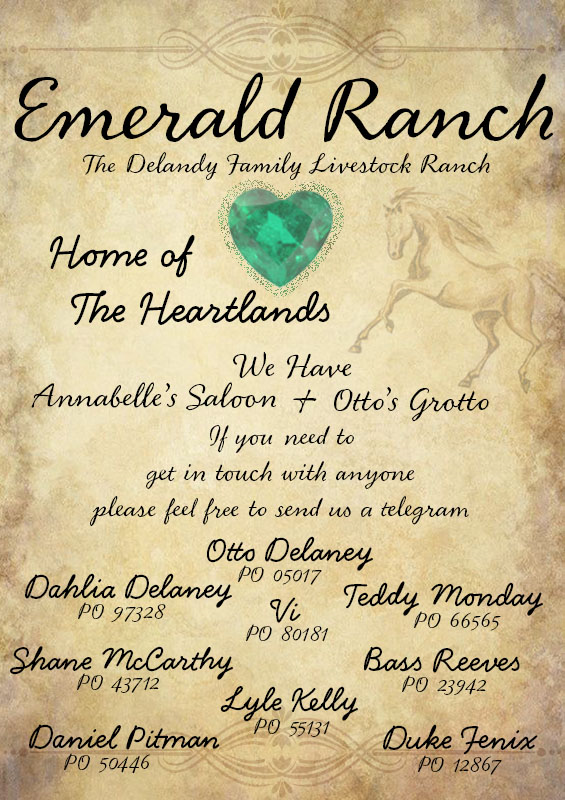 Emerald Ranch
The Delandy Family Livestock Ranch
Home of
The Heartlands
We Have
Annabelle's Saloon + Otto's Grotto
If you need to
get in touch with anyone
please feel free to send us a telegram
Otto Delaney
PO 05017
Dahlia Delaney
PO 97328
Vi
PO 80181
Teddy Monday
PO 66565
Shane McCarthy
PO 43712
Bass Reeves
PO 23942
Lyle Kelly
PO 55131
Daniel Pitman
PO 50446
Duke Fenix
PO 12867